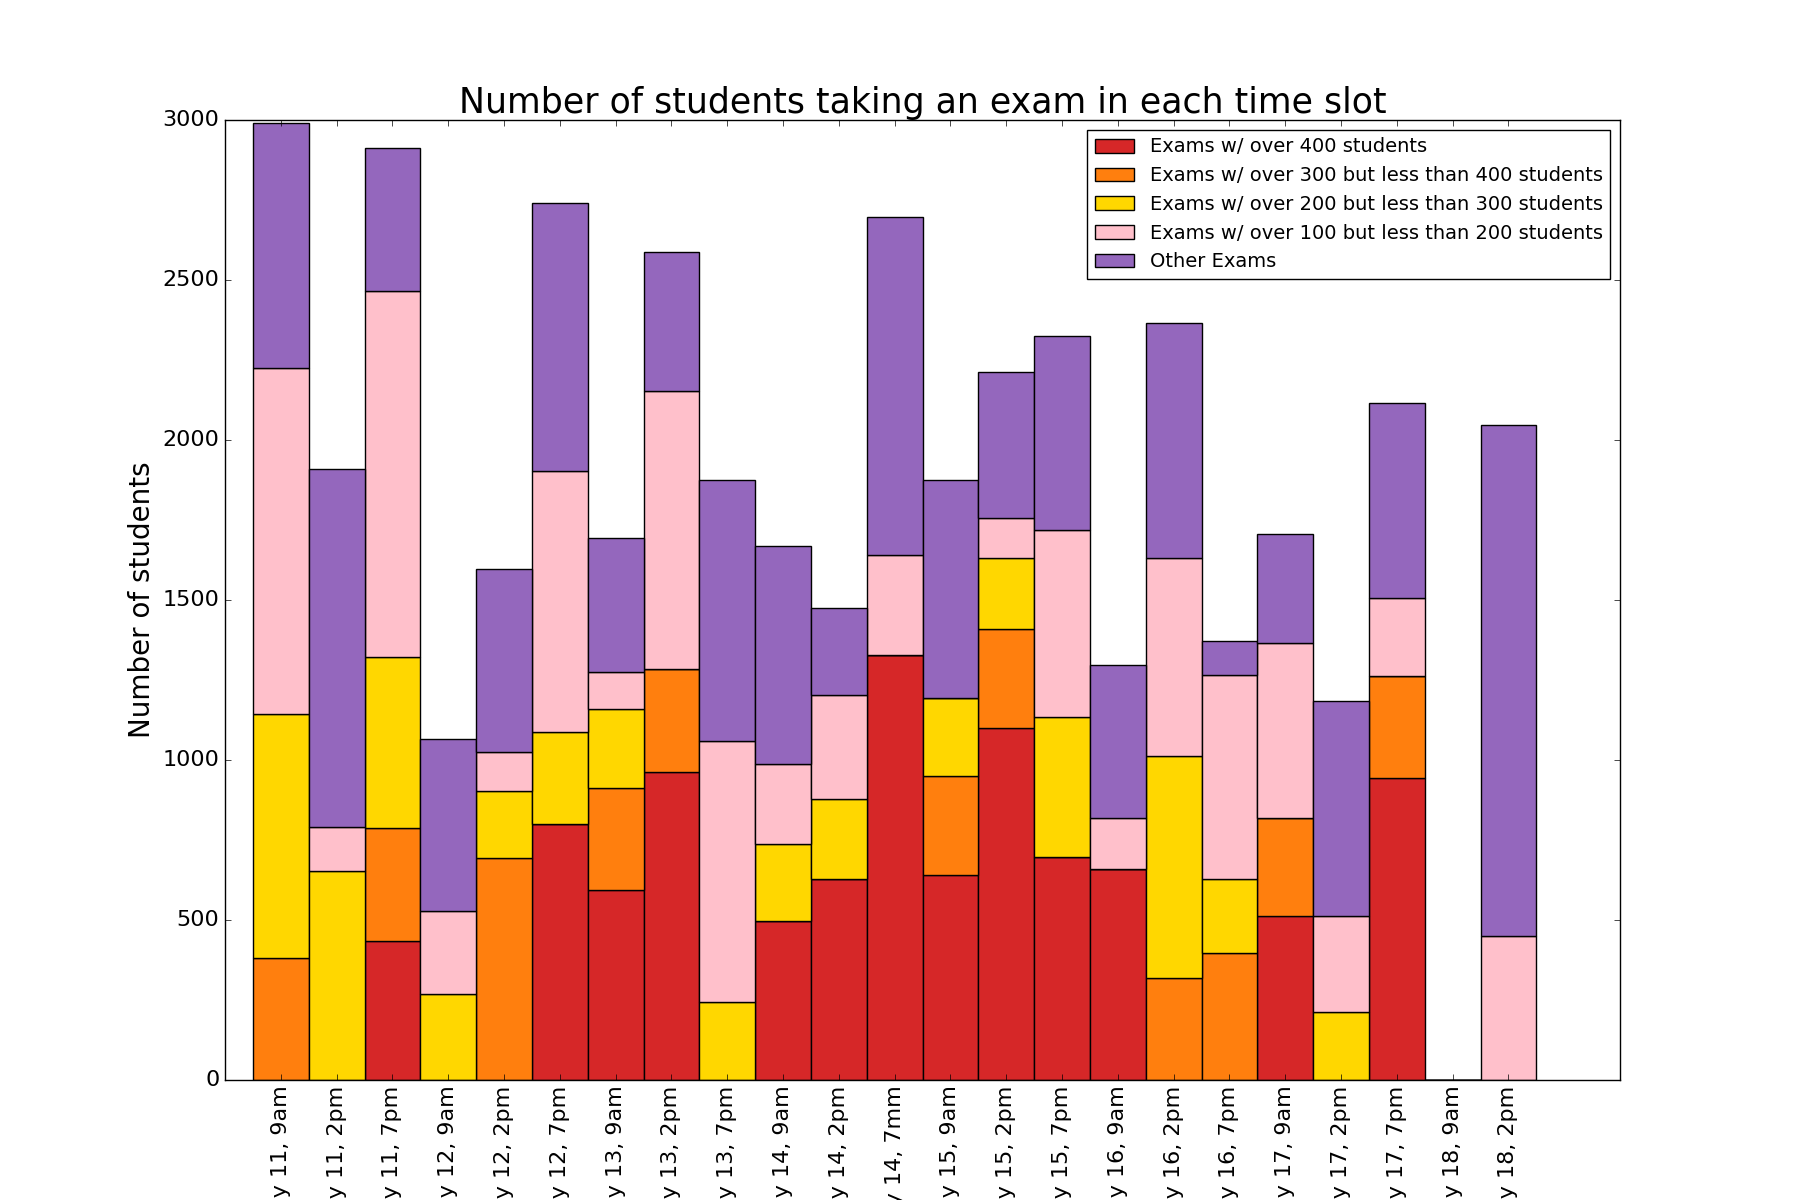 Number of students taking an exam in each time slot
3000
2500
2000
1500
1000
500
0
Number of students
Exams w/ over 400 students
Exams w/ over 300 but less than 400 students
Exams w/ over 200 but less than 300 students
Exams w/ over 100 but less than 200 students
Other Exams
y 11, 9am
y 11, 2pm
y 11, 7pm
y 12, 9am
y 12, 2pm
y 12, 7pm
y 13, 9am
y 13, 2pm
y 13, 7pm
y 14, 9am
y 14, 2pm
y 14, 7mm
y 15, 9am
y 15, 2pm
y 15, 7pm
y 16, 9am
y 16, 2pm
y 16, 7pm
y 17, 9am
y 17, 2pm
y 17, 7pm
y 18, 9am
y 18, 2pm